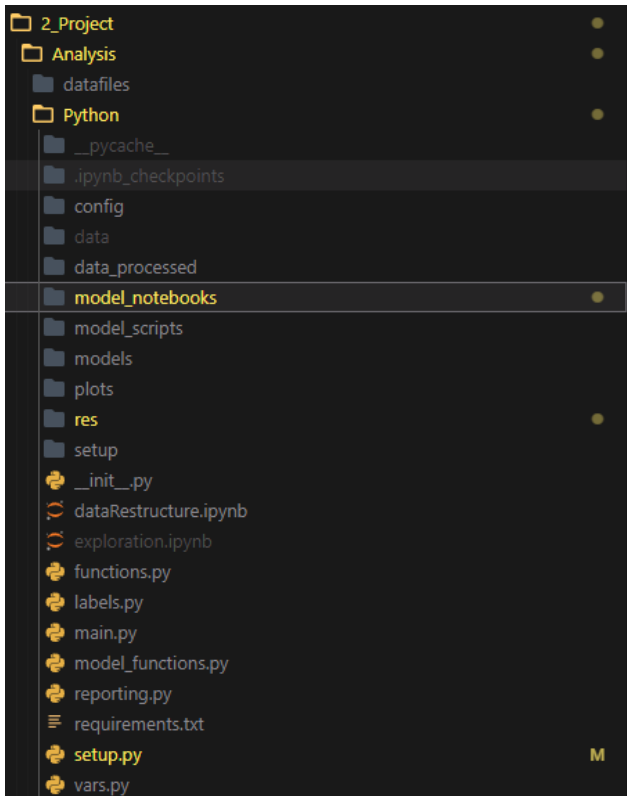 2_Project
Analysis
datafiles
Python
__pycache__
.ipynb_checkpoints
config
data
data_processed
model_notebooks
model_scripts
models
plots
res
setup
__init__.py
dataRestructure.ipynb
exploration.ipynb
functions.py
labels.py
main.py
model_functions.py
reporting.py
requirements.txt
setup.py M
vars.py